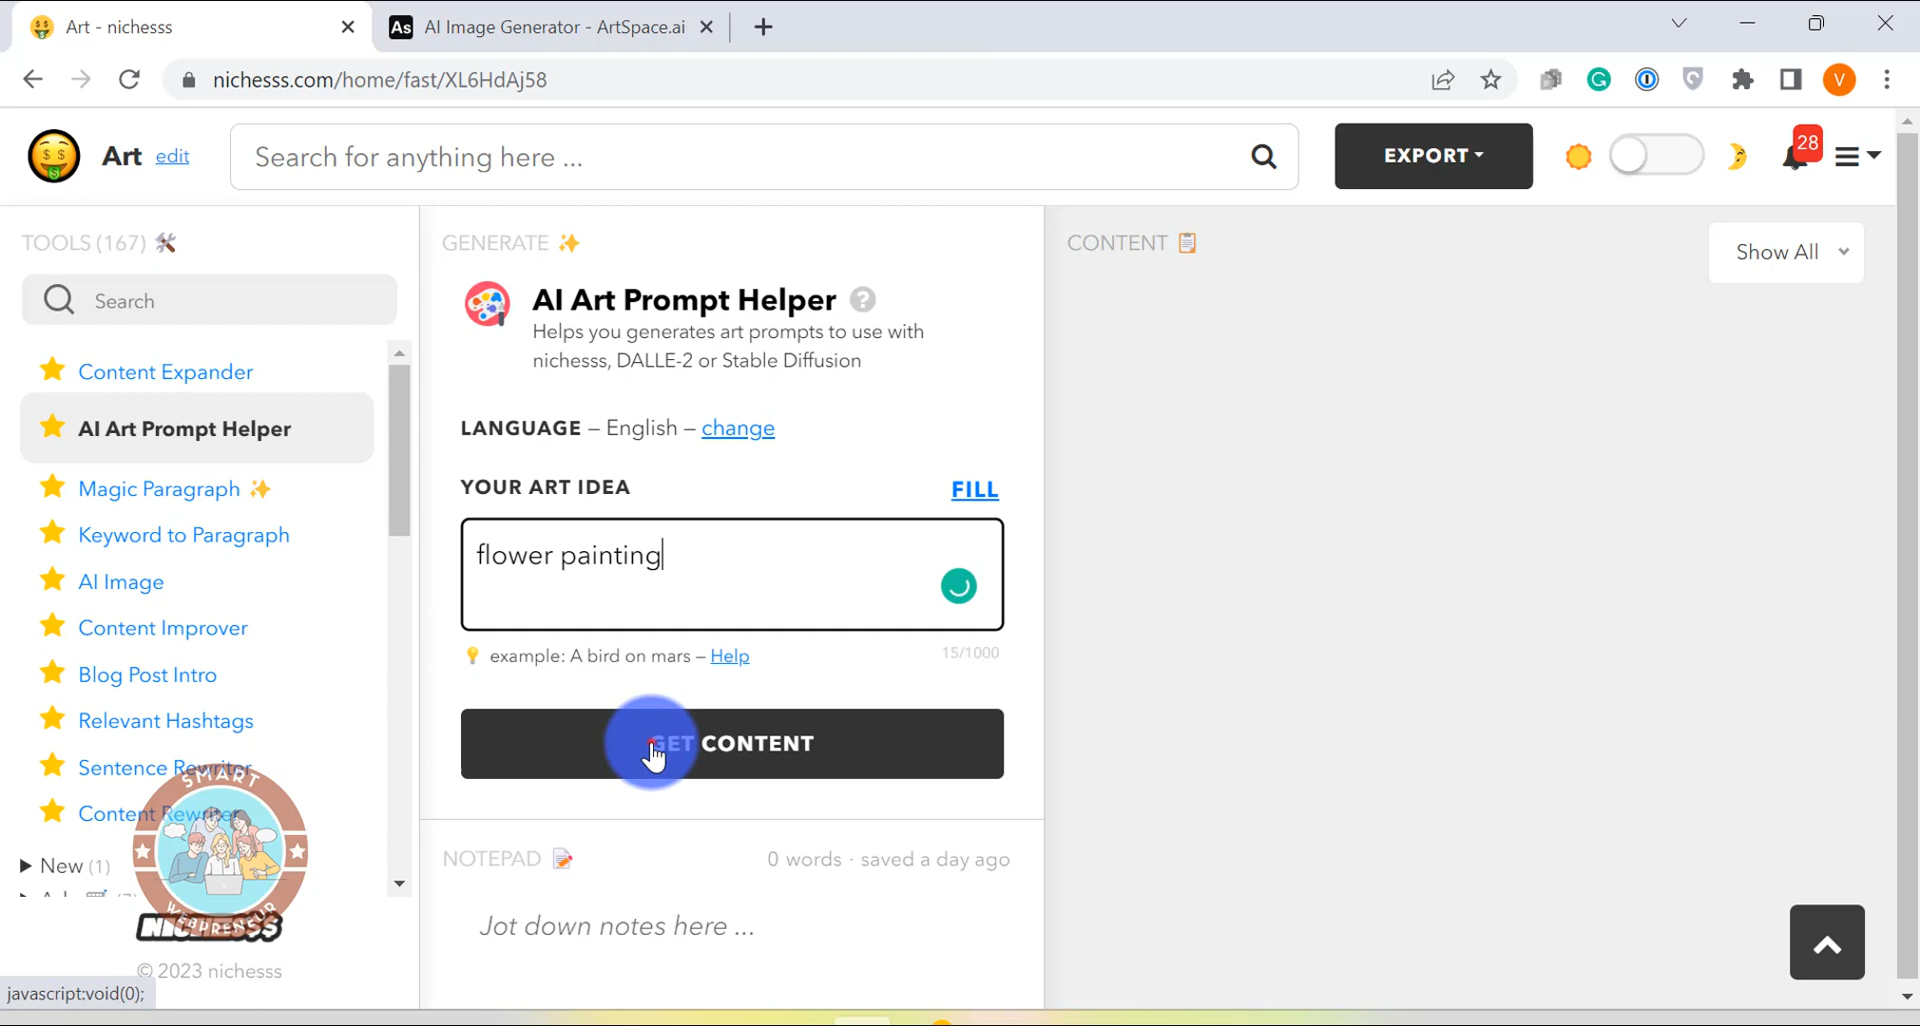 Art - nichesss
As AI Image Generator - ArtSpace.ai
nichesss.com/home/fast/XL6HdAj58
V
Art edit
Search for anything here ...
EXPORT
28
TOOLS (167)
Search
Content Expander
AI Art Prompt Helper
Magic Paragraph
Keyword to Paragraph
AI Image
Content Improver
Blog Post Intro
Relevant Hashtags
Sentence Rewriter
Content Rewriter
New (1)
SMART
WEBPRENEUR
NICHESSS
© 2023 nichesss
javascript:void(0);
GENERATE
AI Art Prompt Helper ?
Helps you generates art prompts to use with
nichesss, DALLE-2 or Stable Diffusion
LANGUAGE – English – change
YOUR ART IDEA FILL
flower painting
example: A bird on mars – Help 15/1000
GET CONTENT
NOTEPAD 0 words · saved a day ago
Jot down notes here ...
CONTENT
Show All